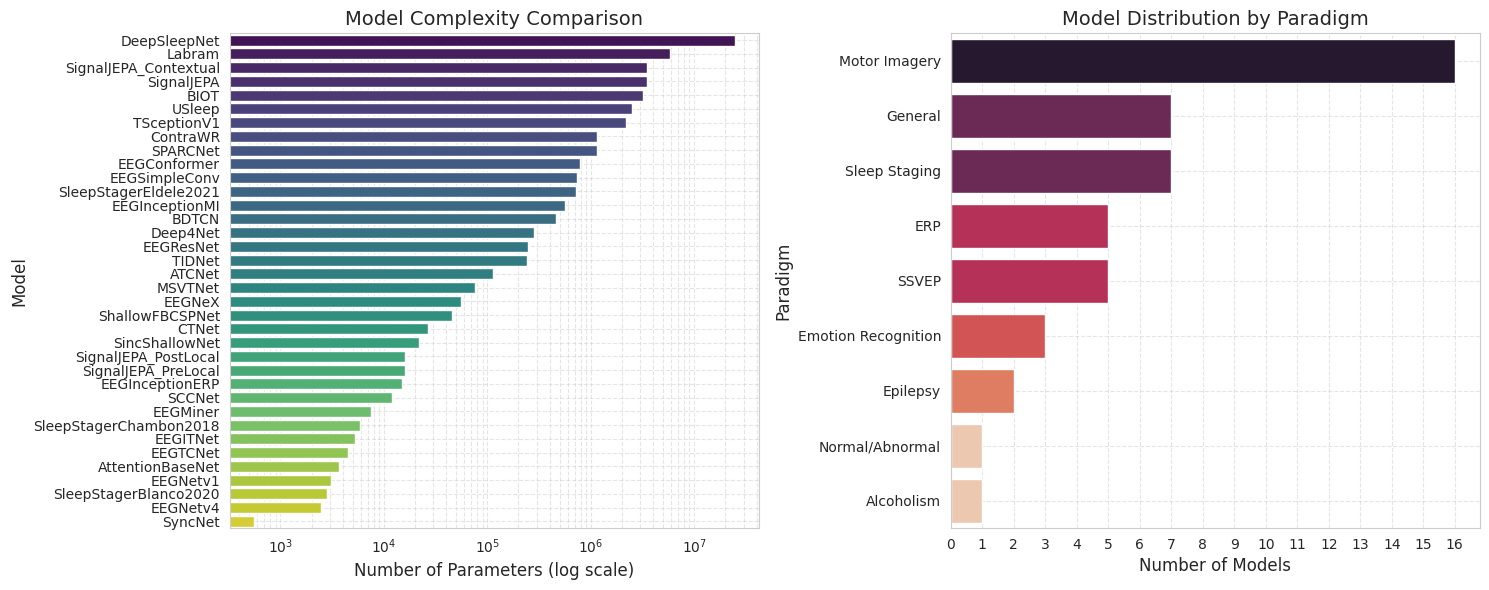 Model Complexity Comparison
Model
DeepSleepNet
Labram
SignalJEPA_Contextual
SignalJEPA
BIOT
USleep
TSceptionV1
ContraWR
SPARCNet
EEGConformer
EEGSimpleConv
SleepStagerEldele2021
EEGInceptionMI
BDTCN
Deep4Net
EEGResNet
TIDNet
ATCNet
MSVTNet
EEGNeX
ShallowFBCSPNet
CTNet
SincShallowNet
SignalJEPA_PostLocal
SignalJEPA_PreLocal
EEGInceptionERP
SCCNet
EEGMiner
SleepStagerChambon2018
EEGITNet
EEGTCNet
AttentionBaseNet
EEGNetv1
SleepStagerBlanco2020
EEGNetv4
SyncNet
10³ 10⁴ 10⁵ 10⁶ 10⁷
Number of Parameters (log scale)
Model Distribution by Paradigm
Paradigm
Motor Imagery
General
Sleep Staging
ERP
SSVEP
Emotion Recognition
Epilepsy
Normal/Abnormal
Alcoholism
0 1 2 3 4 5 6 7 8 9 10 11 12 13 14 15 16
Number of Models